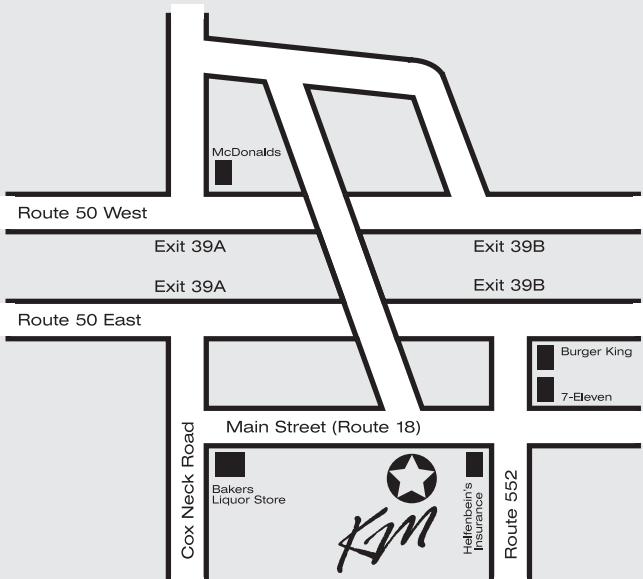 McDonalds
Route 50 West
Exit 39A
Exit 39B
Exit 39A
Exit 39B
Route 50 East
Burger King
7-Eleven
Main Street (Route 18)
Cox Neck Road
Bakers
Liquor Store
KM
Helfenbein's
Insurance
Route 552